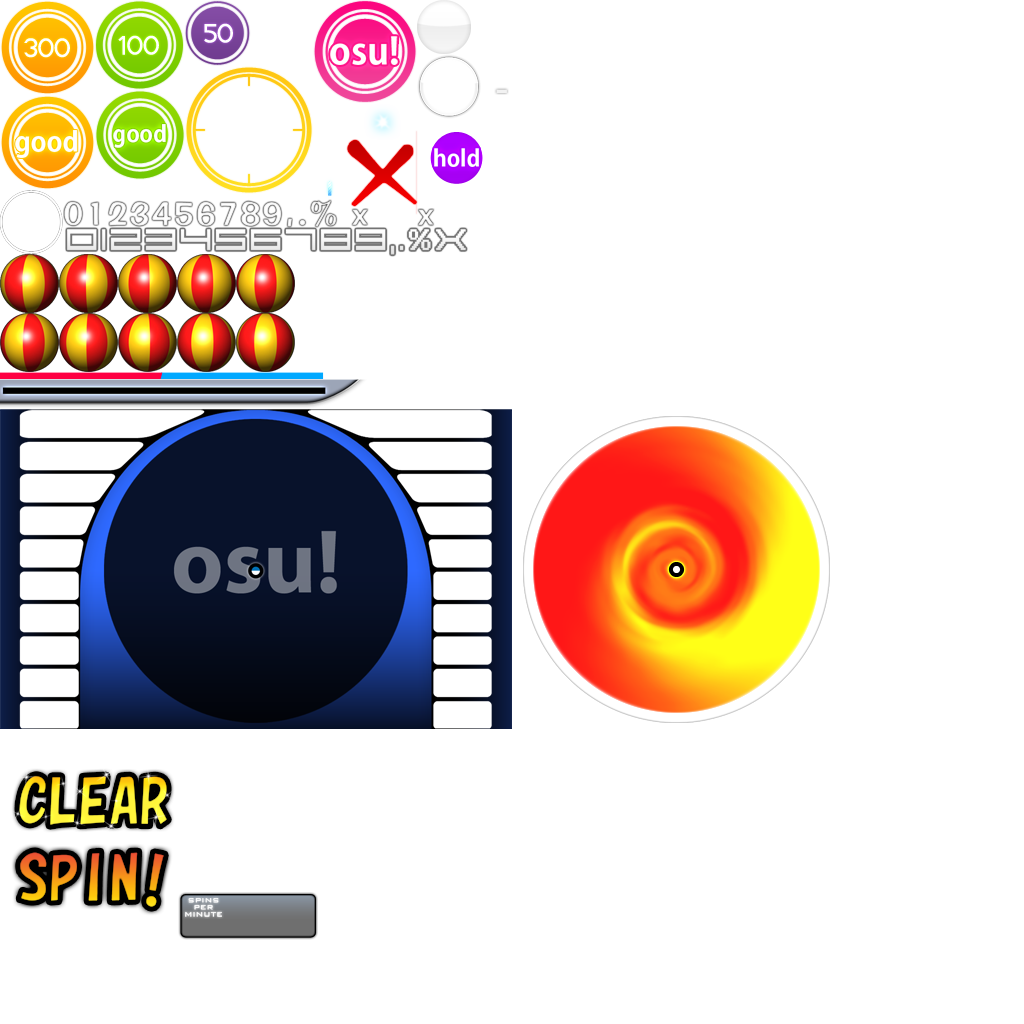 300 100 50 osu!
good good hold
0123456789,.% x x
0123456789,.%X
osu!
CLEAR
SPIN!
SPINS
PER
MINUTE